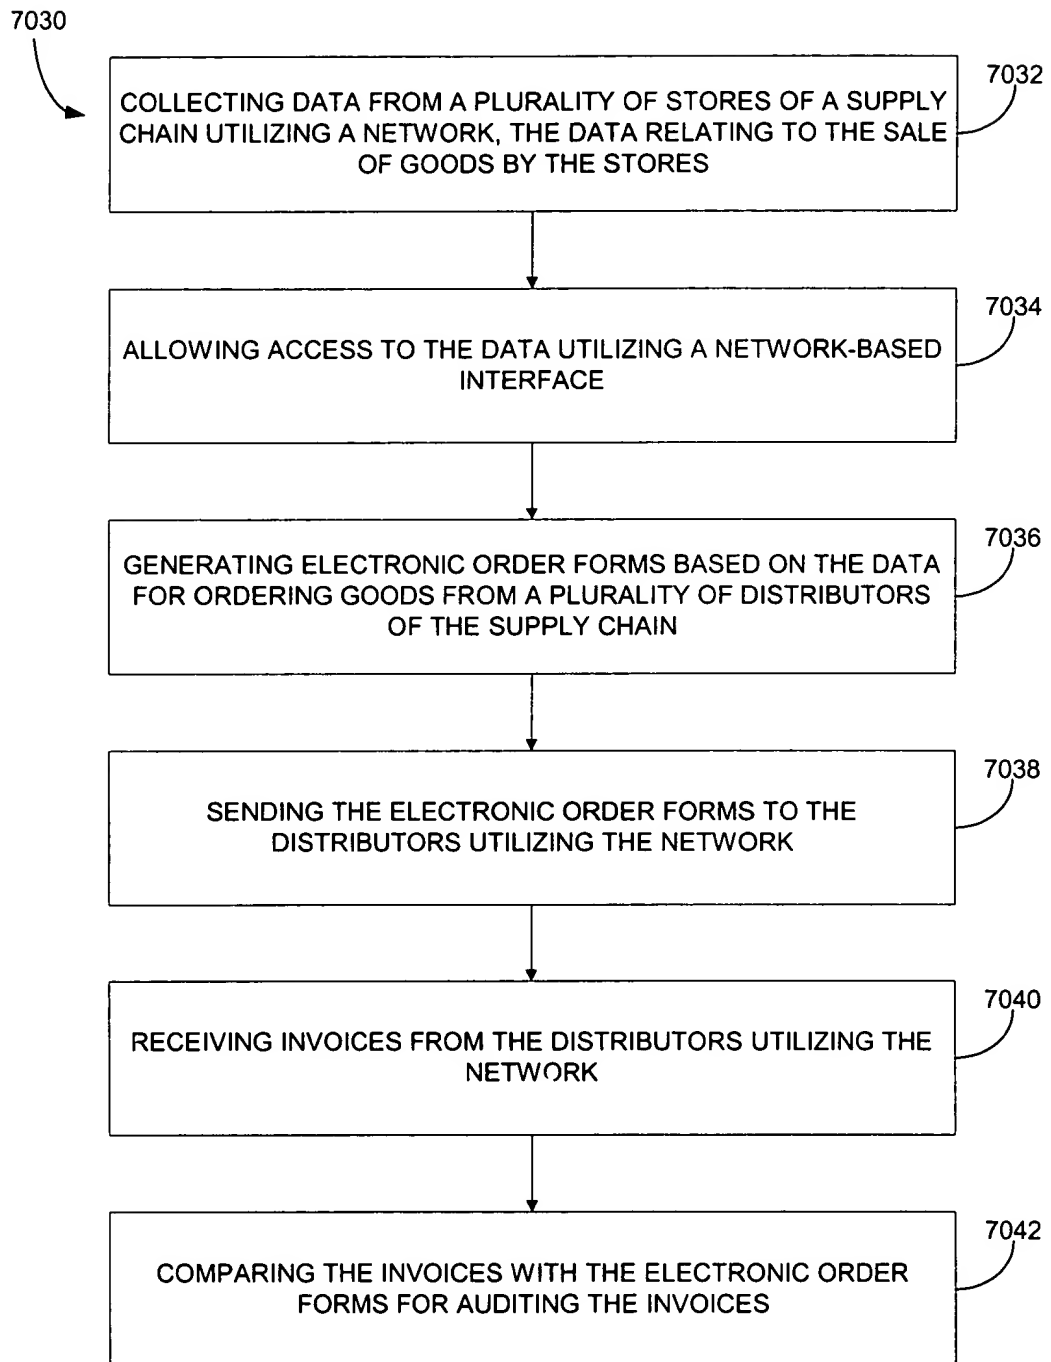 7030
7032
COLLECTING DATA FROM A PLURALITY OF STORES OF A SUPPLY
CHAIN UTILIZING A NETWORK, THE DATA RELATING TO THE SALE
OF GOODS BY THE STORES
7034
ALLOWING ACCESS TO THE DATA UTILIZING A NETWORK-BASED
INTERFACE
7036
GENERATING ELECTRONIC ORDER FORMS BASED ON THE DATA
FOR ORDERING GOODS FROM A PLURALITY OF DISTRIBUTORS
OF THE SUPPLY CHAIN
7038
SENDING THE ELECTRONIC ORDER FORMS TO THE
DISTRIBUTORS UTILIZING THE NETWORK
7040
RECEIVING INVOICES FROM THE DISTRIBUTORS UTILIZING THE
NETWORK
7042
COMPARING THE INVOICES WITH THE ELECTRONIC ORDER
FORMS FOR AUDITING THE INVOICES